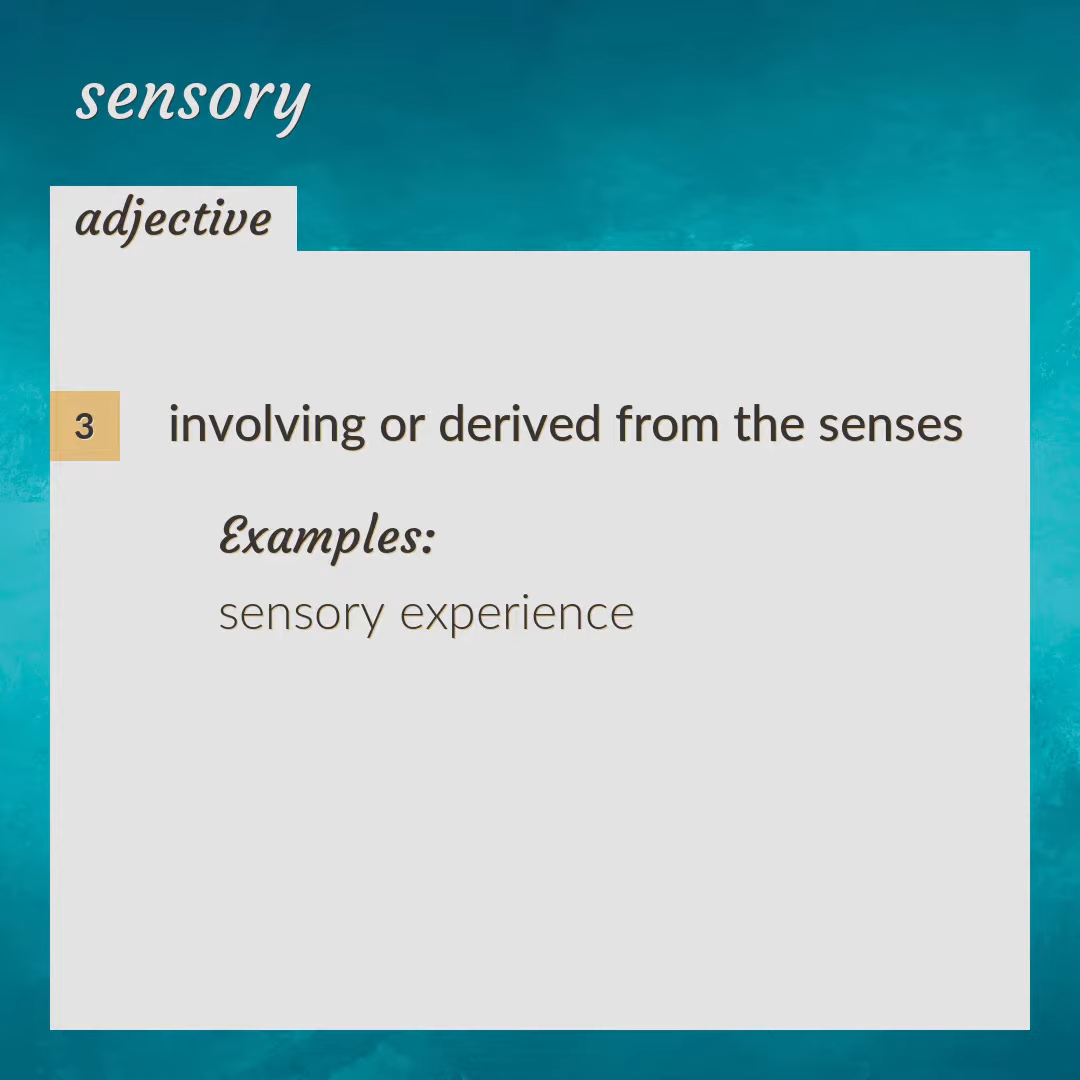 sensory
adjective
3
involving or derived from the senses
Examples:
sensory experience